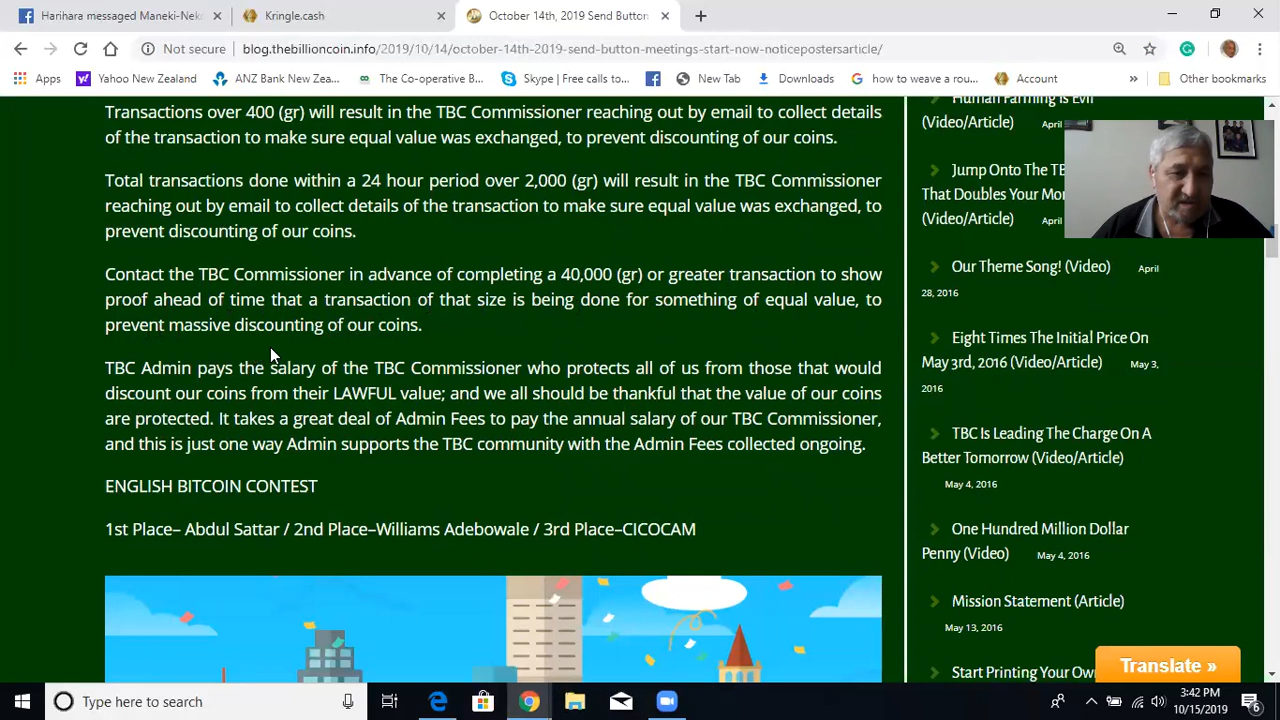 Harihara messaged Maneki-Nek
Kringle.cash
October 14th, 2019 Send Button
Not secure
blog.thebillioncoin.info/2019/10/14/october-14th-2019-send-button-meetings-start-now-noticepostersarticle/
Apps
Yahoo New Zealand
ANZ Bank New Zea...
The Co-operative B...
Skype | Free calls to...
New Tab
Downloads
how to weave a rou...
Account
Other bookmarks
Transactions over 400 (gr) will result in the TBC Commissioner reaching out by email to collect details
of the transaction to make sure equal value was exchanged, to prevent discounting of our coins.
Total transactions done within a 24 hour period over 2,000 (gr) will result in the TBC Commissioner
reaching out by email to collect details of the transaction to make sure equal value was exchanged, to
prevent discounting of our coins.
Contact the TBC Commissioner in advance of completing a 40,000 (gr) or greater transaction to show
proof ahead of time that a transaction of that size is being done for something of equal value, to
prevent massive discounting of our coins.
TBC Admin pays the salary of the TBC Commissioner who protects all of us from those that would
discount our coins from their LAWFUL value; and we all should be thankful that the value of our coins
are protected. It takes a great deal of Admin Fees to pay the annual salary of our TBC Commissioner,
and this is just one way Admin supports the TBC community with the Admin Fees collected ongoing.
ENGLISH BITCOIN CONTEST
1st Place– Abdul Sattar / 2nd Place–Williams Adebowale / 3rd Place–CICOCAM
Human Farming Is Evil
(Video/Article) April
Jump Onto The TB
That Doubles Your Mo
(Video/Article) April
Our Theme Song! (Video) April
28, 2016
Eight Times The Initial Price On
May 3rd, 2016 (Video/Article) May 3,
2016
TBC Is Leading The Charge On A
Better Tomorrow (Video/Article)
May 4, 2016
One Hundred Million Dollar
Penny (Video) May 4, 2016
Mission Statement (Article)
May 13, 2016
Start Printing Your Own
Translate »
Type here to search
3:42 PM
10/15/2019
6